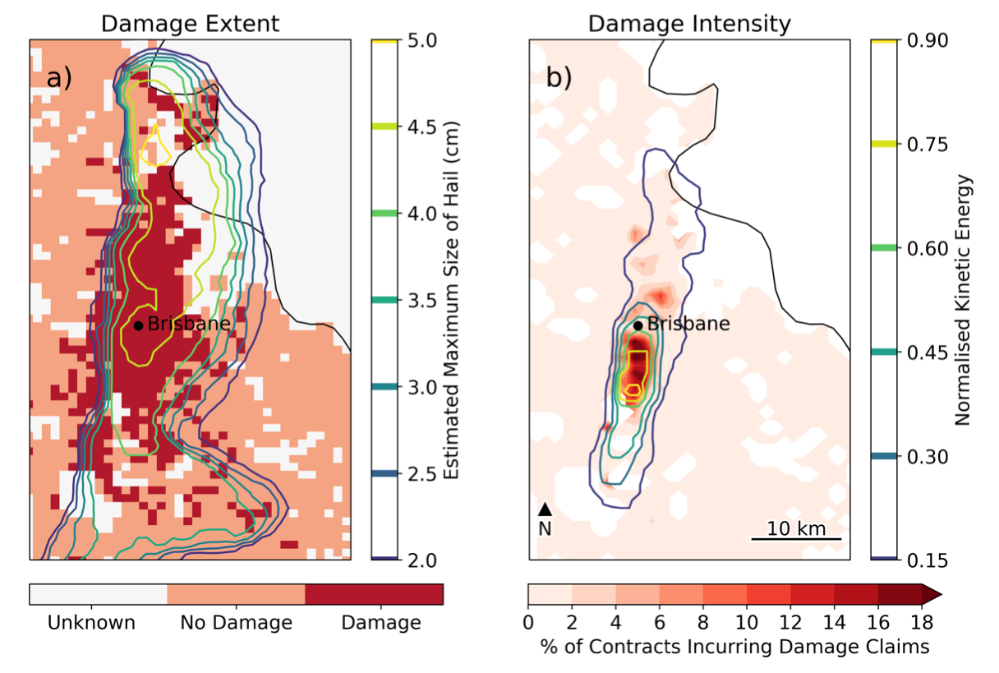 Damage Extent
Damage Intensity
a)
5.0
4.5
4.0
3.5
3.0
2.5
2.0
Estimated Maximum Size of Hail (cm)
Brisbane
Unknown
No Damage
Damage
b)
0.90
0.75
0.60
0.45
0.30
0.15
Normalised Kinetic Energy
Brisbane
N
10 km
0 2 4 6 8 10 12 14 16 18
% of Contracts Incurring Damage Claims